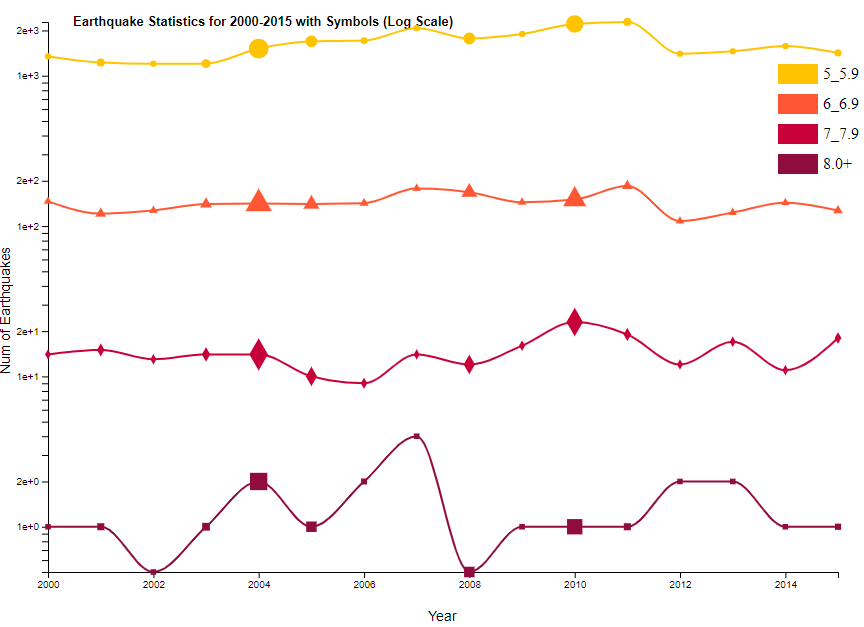 Earthquake Statistics for 2000-2015 with Symbols (Log Scale)
2e+3
1e+3
2e+2
1e+2
2e+1
1e+1
2e+0
1e+0
Num of Earthquakes
5_5.9
6_6.9
7_7.9
8.0+
2000 2002 2004 2006 2008 2010 2012 2014
Year